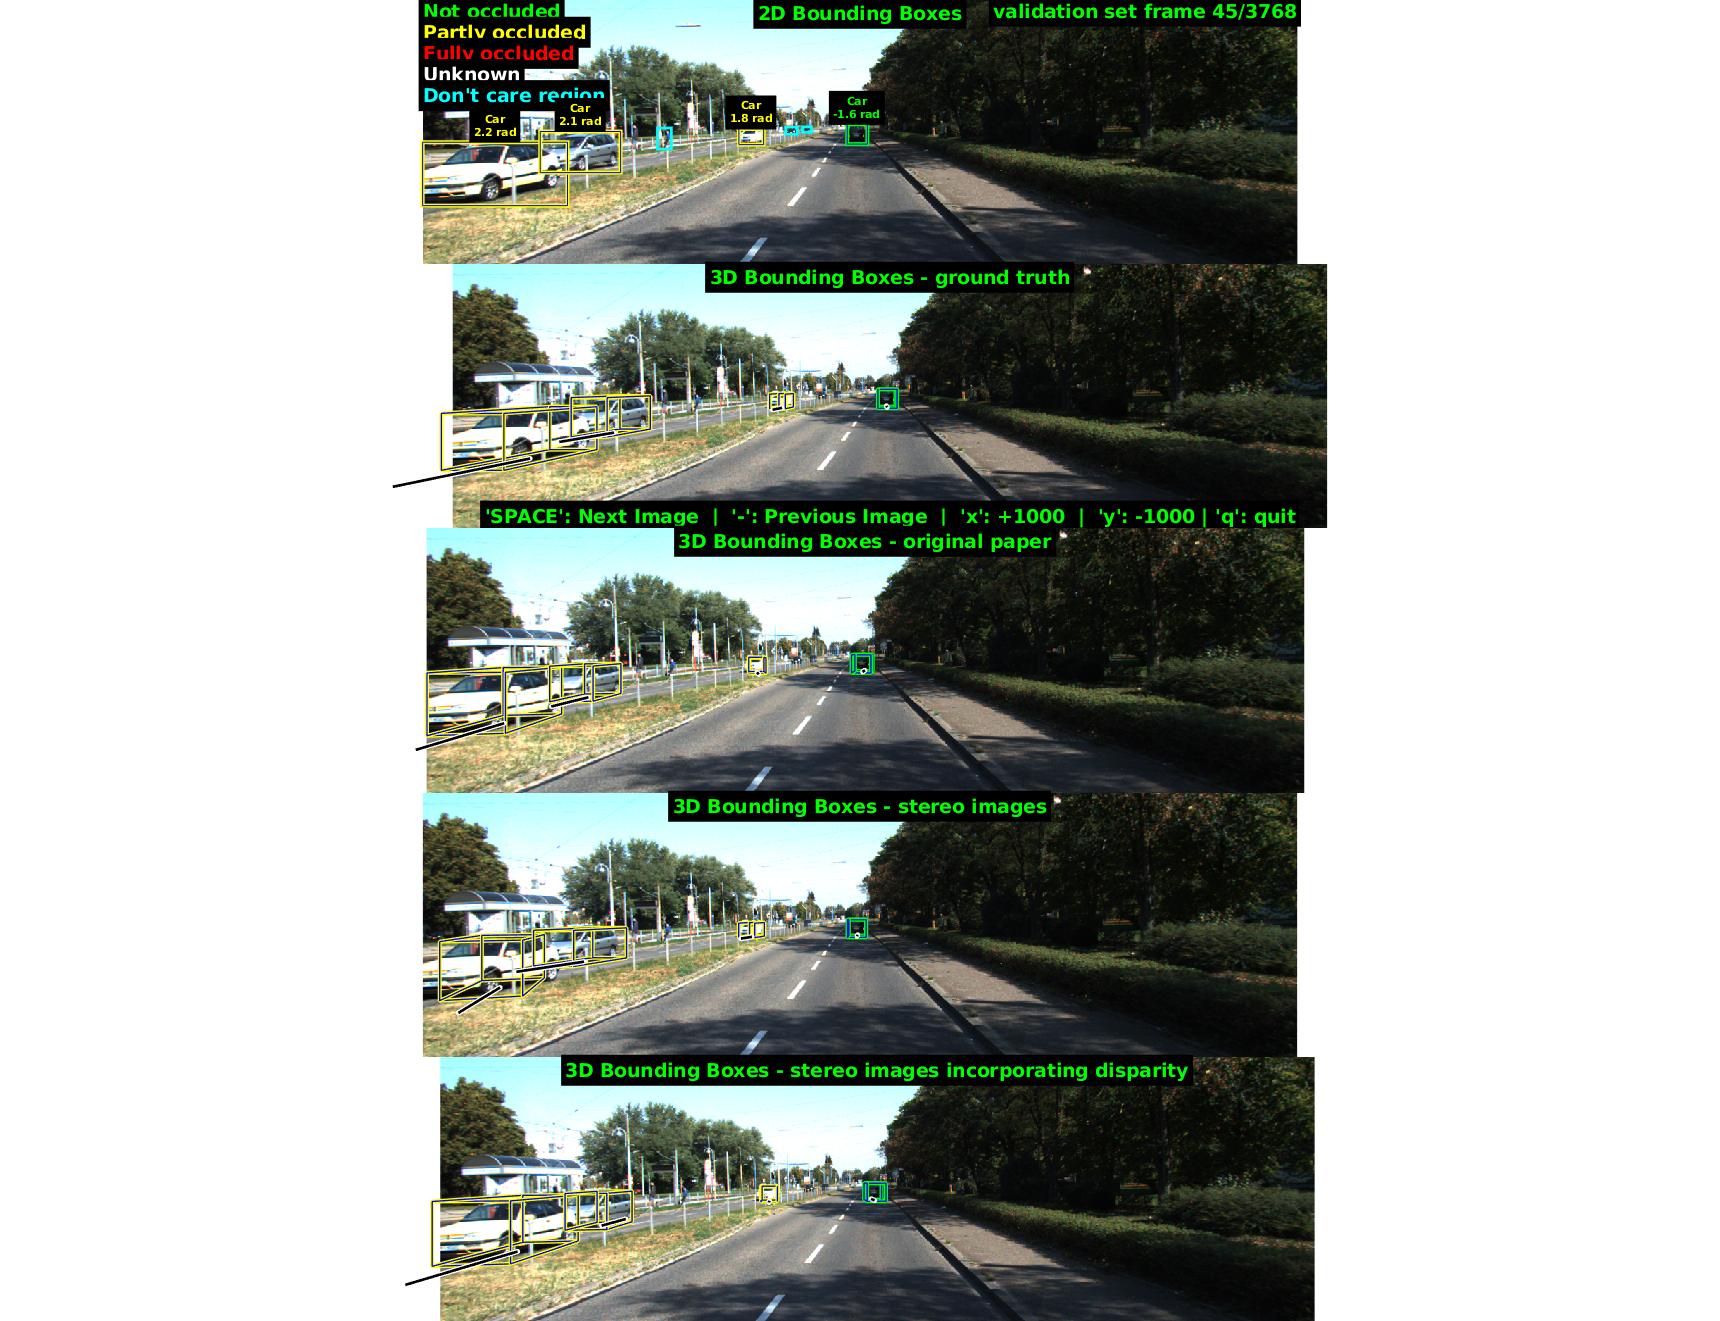 Not occluded
2D Bounding Boxes
validation set frame 45/3768
Partly occluded
Fully occluded
Unknown
Don't care region
Car
2.2 rad
Car
2.1 rad
Car
1.8 rad
Car
-1.6 rad
3D Bounding Boxes - ground truth
'SPACE': Next Image | '-': Previous Image | 'x': +1000 | 'y': -1000 | 'q': quit
3D Bounding Boxes - original paper
3D Bounding Boxes - stereo images
3D Bounding Boxes - stereo images incorporating disparity